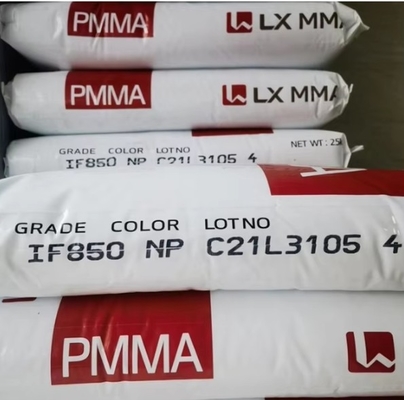 PMMA LX MMA
PMMA LX MMA
GRADE COLOR LOTNO NET WT : 25
IF850 NP C21L3105 4
GRADE COLOR LOTNO
IF850 NP C21L3105 4
PMMA